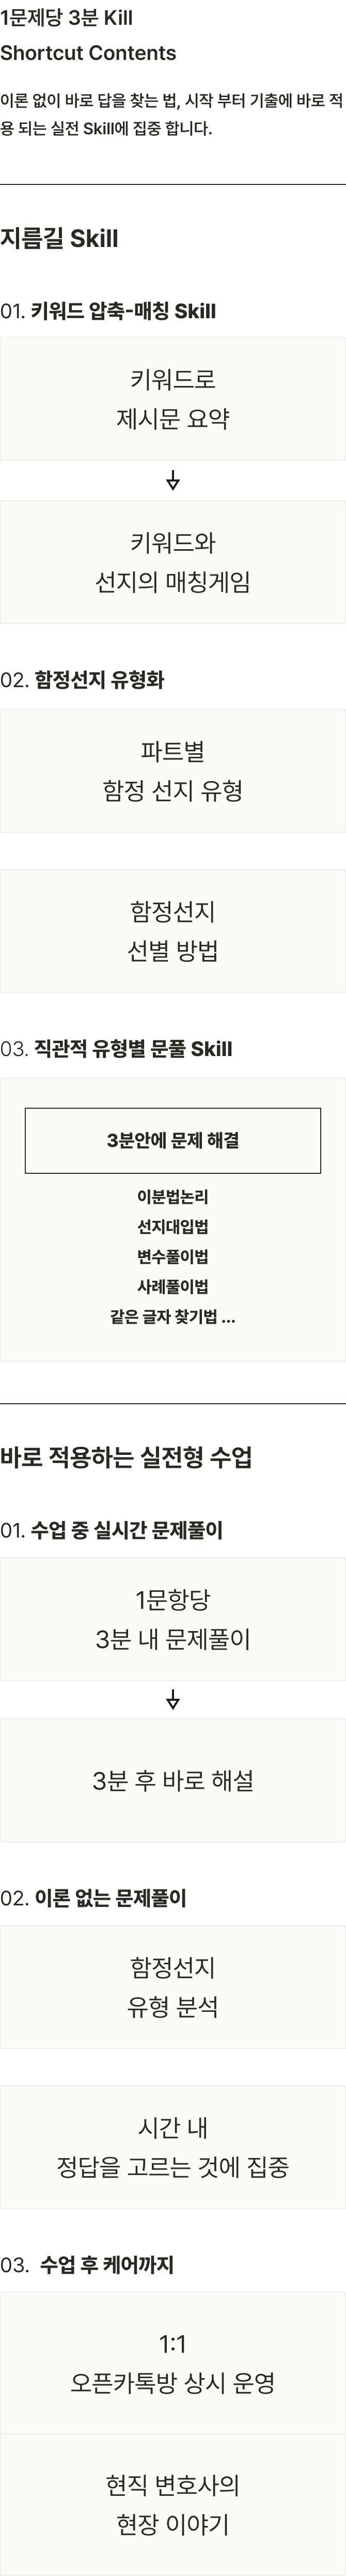 1문제당 3분 Kill
Shortcut Contents
이론 없이 바로 답을 찾는 법, 시작 부터 기출에 바로 적
용 되는 실전 Skill에 집중 합니다.
지름길 Skill
01. 키워드 압축-매칭 Skill
키워드로
제시문 요약
키워드와
선지의 매칭게임
02. 함정선지 유형화
파트별
함정 선지 유형
함정선지
선별 방법
03. 직관적 유형별 문풀 Skill
3분안에 문제 해결
이분법논리
선지대입법
변수풀이법
사례풀이법
같은 글자 찾기법 ...
바로 적용하는 실전형 수업
01. 수업 중 실시간 문제풀이
1문항당
3분 내 문제풀이
3분 후 바로 해설
02. 이론 없는 문제풀이
함정선지
유형 분석
시간 내
정답을 고르는 것에 집중
03. 수업 후 케어까지
1:1
오픈카톡방 상시 운영
현직 변호사의
현장 이야기